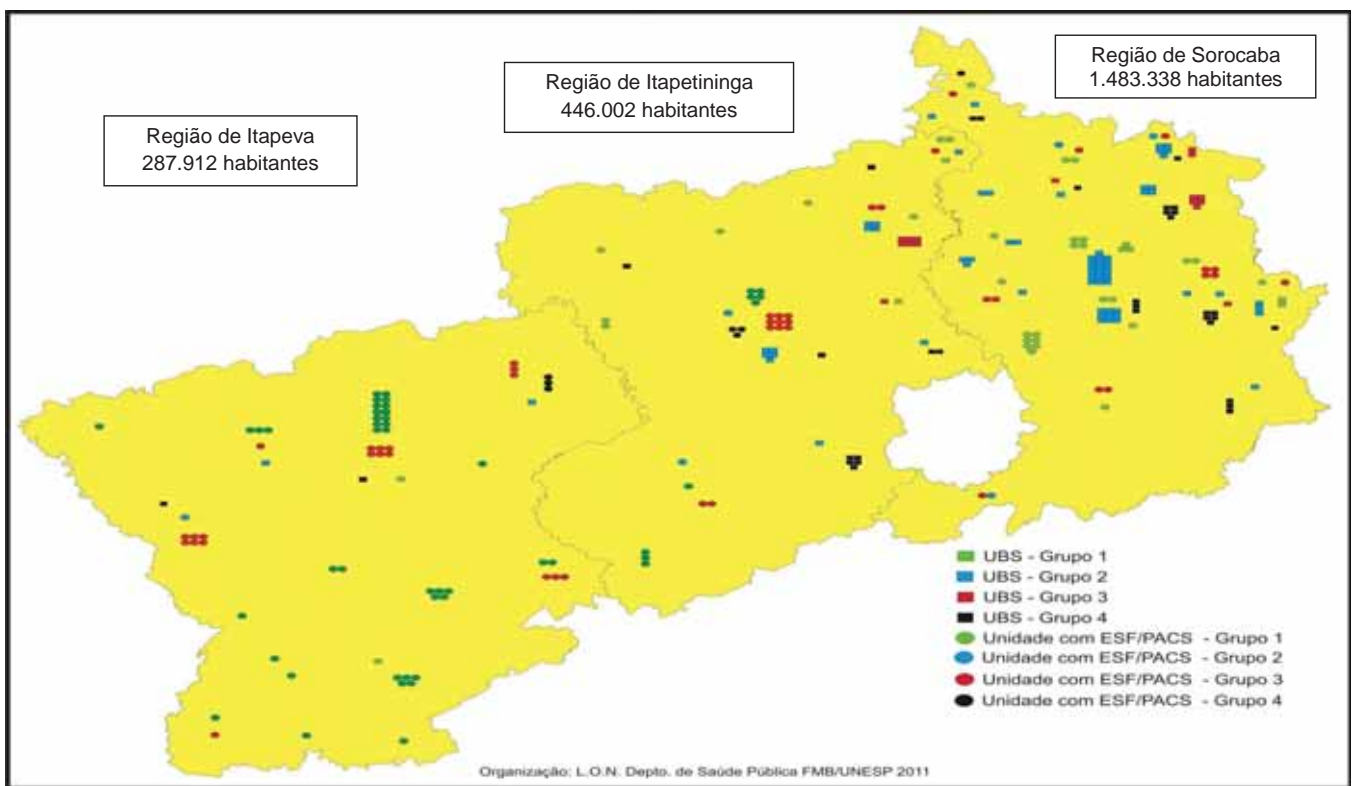 Região de Itapeva
287.912 habitantes
Região de Itapetininga
446.002 habitantes
Região de Sorocaba
1.483.338 habitantes
UBS - Grupo 1
UBS - Grupo 2
UBS - Grupo 3
UBS - Grupo 4
Unidade com ESF/PACS - Grupo 1
Unidade com ESF/PACS - Grupo 2
Unidade com ESF/PACS - Grupo 3
Unidade com ESF/PACS - Grupo 4
Organização: L.O.N. Depto. de Saúde Pública FMB/UNESP 2011